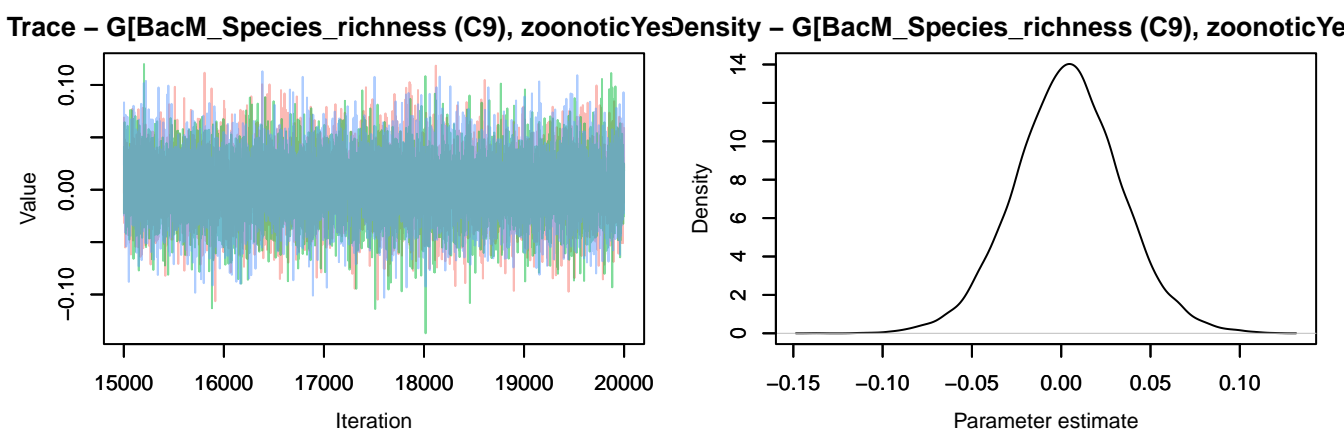 Trace – G[BacM_Species_richness (C9), zoonoticYes
Density – G[BacM_Species_richness (C9), zoonoticYe
Value
0.10
0.00
−0.10
15000 16000 17000 18000 19000 20000
Iteration
Density
14
10
8
6
4
2
0
−0.15 −0.10 −0.05 0.00 0.05 0.10
Parameter estimate